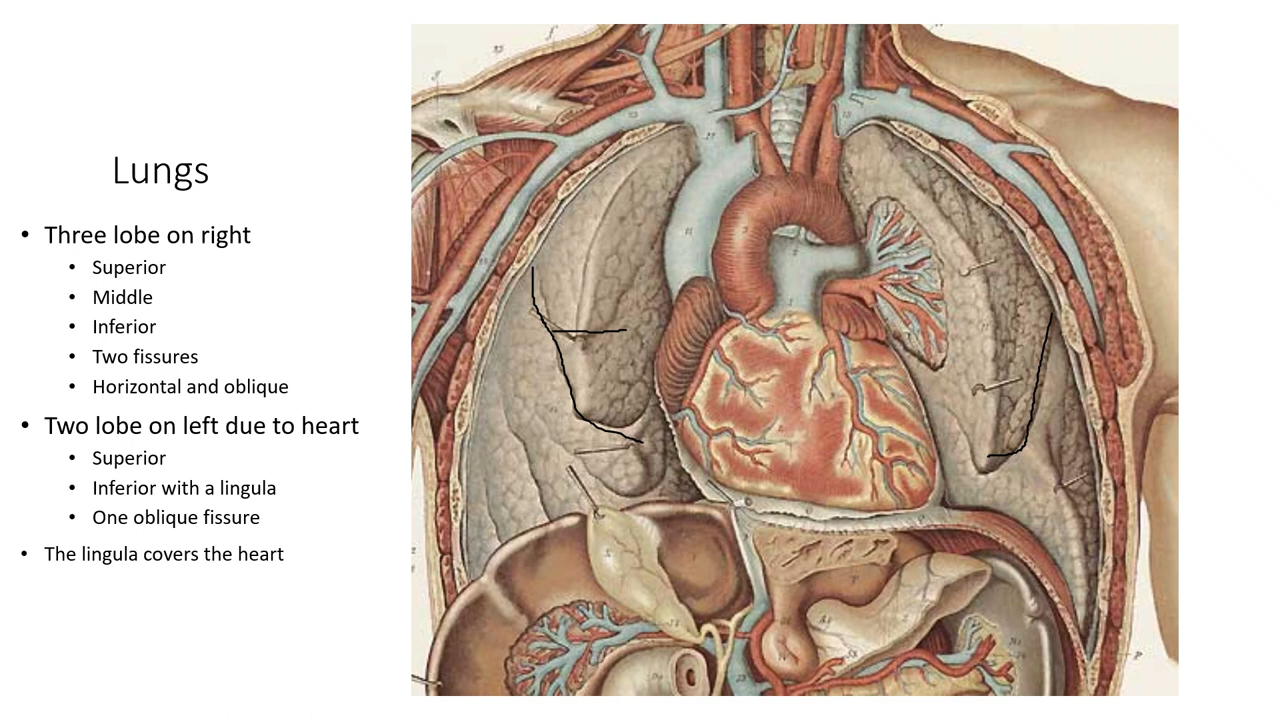 Lungs
• Three lobe on right
• Superior
• Middle
• Inferior
• Two fissures
• Horizontal and oblique
• Two lobe on left due to heart
• Superior
• Inferior with a lingula
• One oblique fissure
• The lingula covers the heart